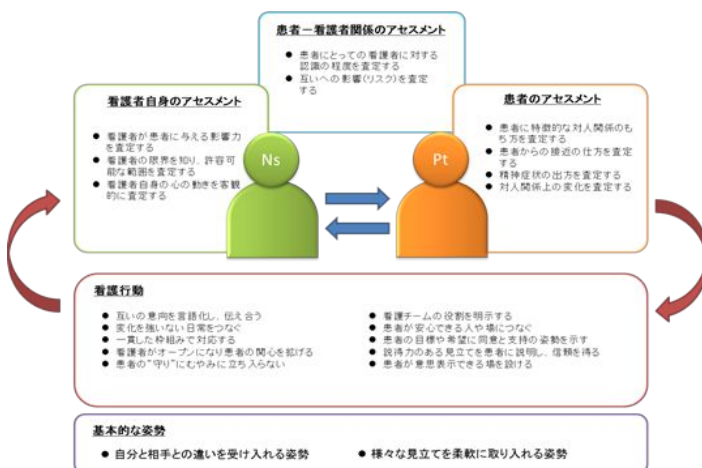 患者－看護者関係のアセスメント
● 患者にとっての看護者に対する
認識の程度を査定する
● 互いへの影響(リスク)を査定
する
看護者自身のアセスメント
● 看護者が患者に与える影響力
を査定する
● 看護者の限界を知り、許容可
能な範囲を査定する
● 看護者自身の心の動きを客観
的に査定する
Ns
Pt
患者のアセスメント
● 患者に特徴的な対人関係のも
ち方を査定する
● 患者からの接近の仕方を査定
する
● 精神症状の出方を査定する
● 対人関係上の変化を査定する
看護行動
● 互いの意向を言語化し、伝え合う
● 変化を強いない日常をつなぐ
● 一貫した枠組みで対応する
● 看護者がオープンになり患者の関心を拡げる
● 患者の"守り"にむやみに立ち入らない
● 看護チームの役割を明示する
● 患者が安心できる人や場につなぐ
● 患者の目標や希望に同意と支持の姿勢を示す
● 説得力のある見立てを患者に説明し、信頼を得る
● 患者が意思表示できる場を設ける
基本的な姿勢
● 自分と相手との違いを受け入れる姿勢
● 様々な見立てを柔軟に取り入れる姿勢